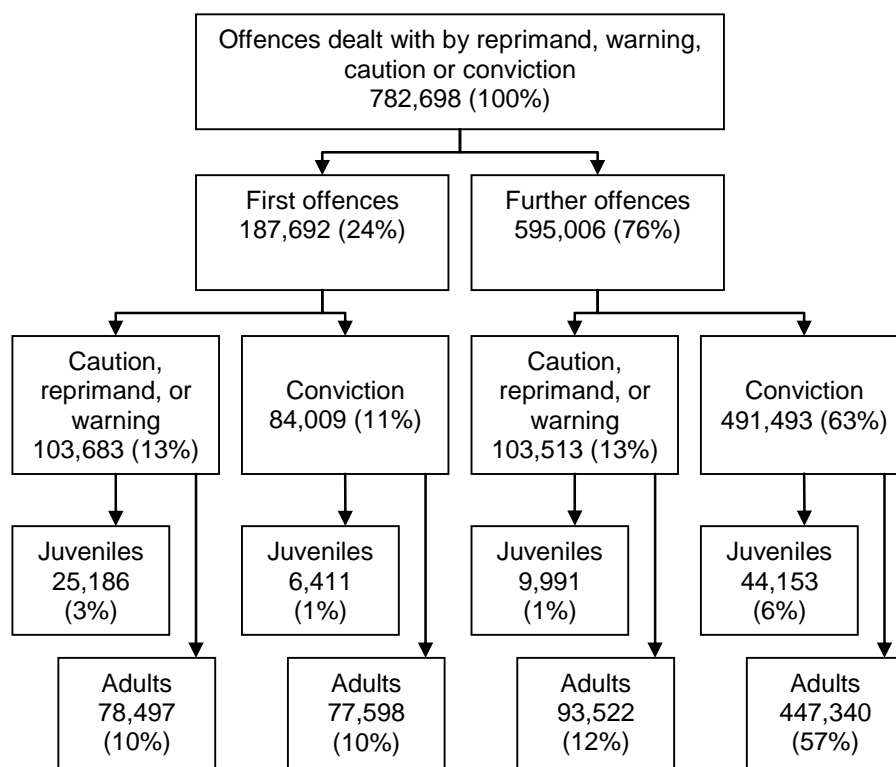 Offences dealt with by reprimand, warning,
caution or conviction
782,698 (100%)
First offences
187,692 (24%)
Further offences
595,006 (76%)
Caution,
reprimand, or
warning
103,683 (13%)
Conviction
84,009 (11%)
Caution,
reprimand, or
warning
103,513 (13%)
Conviction
491,493 (63%)
Juveniles
25,186
(3%)
Juveniles
6,411
(1%)
Juveniles
9,991
(1%)
Juveniles
44,153
(6%)
Adults
78,497
(10%)
Adults
77,598
(10%)
Adults
93,522
(12%)
Adults
447,340
(57%)